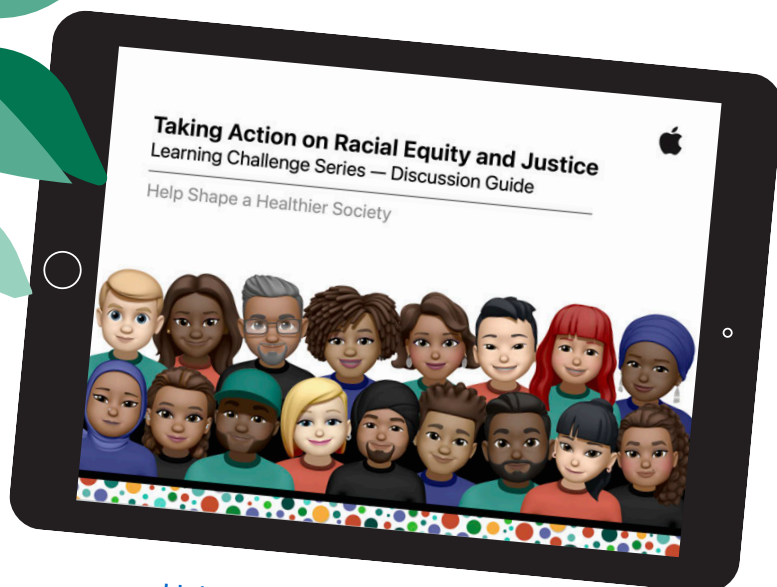 Taking Action on Racial Equity and Justice
Learning Challenge Series — Discussion Guide
Help Shape a Healthier Society